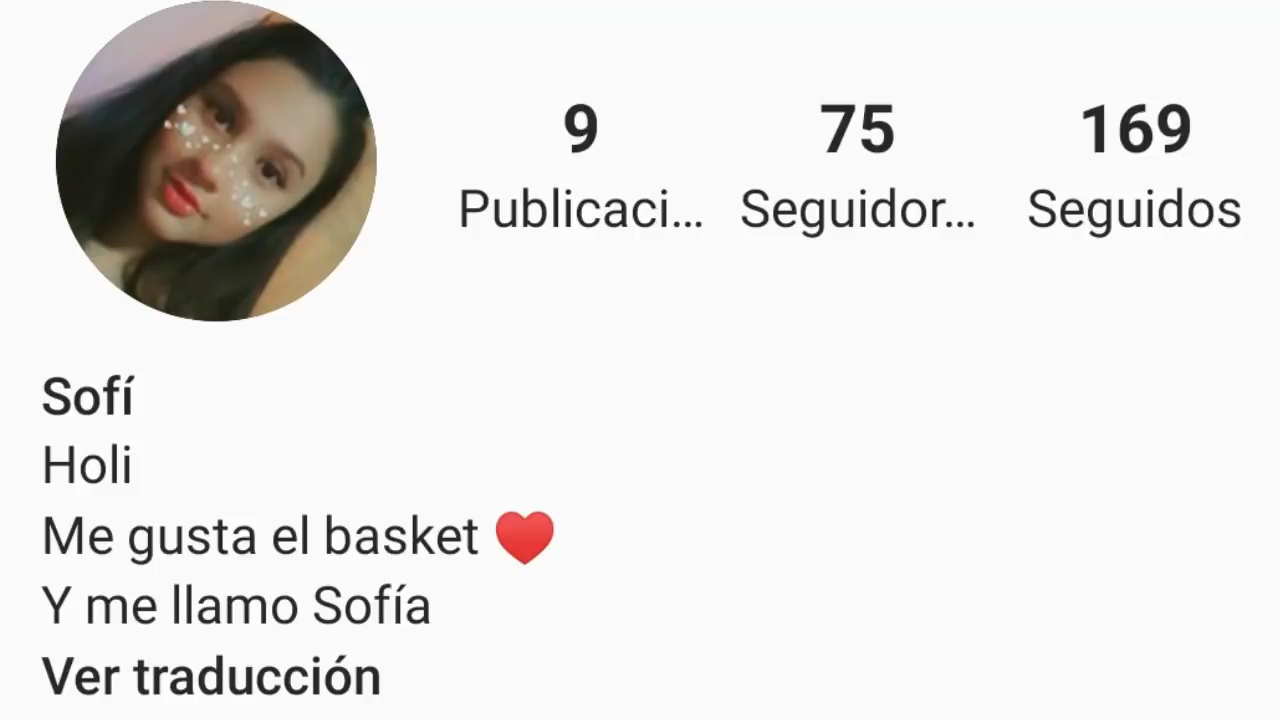 9 75 169
Publicaci... Seguidor... Seguidos
Sofí
Holi
Me gusta el basket ♥️
Y me llamo Sofía
Ver traducción